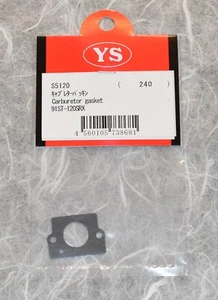 YS
S5120 ( 240 )
ｷｬﾌﾞﾚﾀｰﾊﾟｯｷﾝ
Carburetor gasket
91ST-120SRX
4 560105 738681